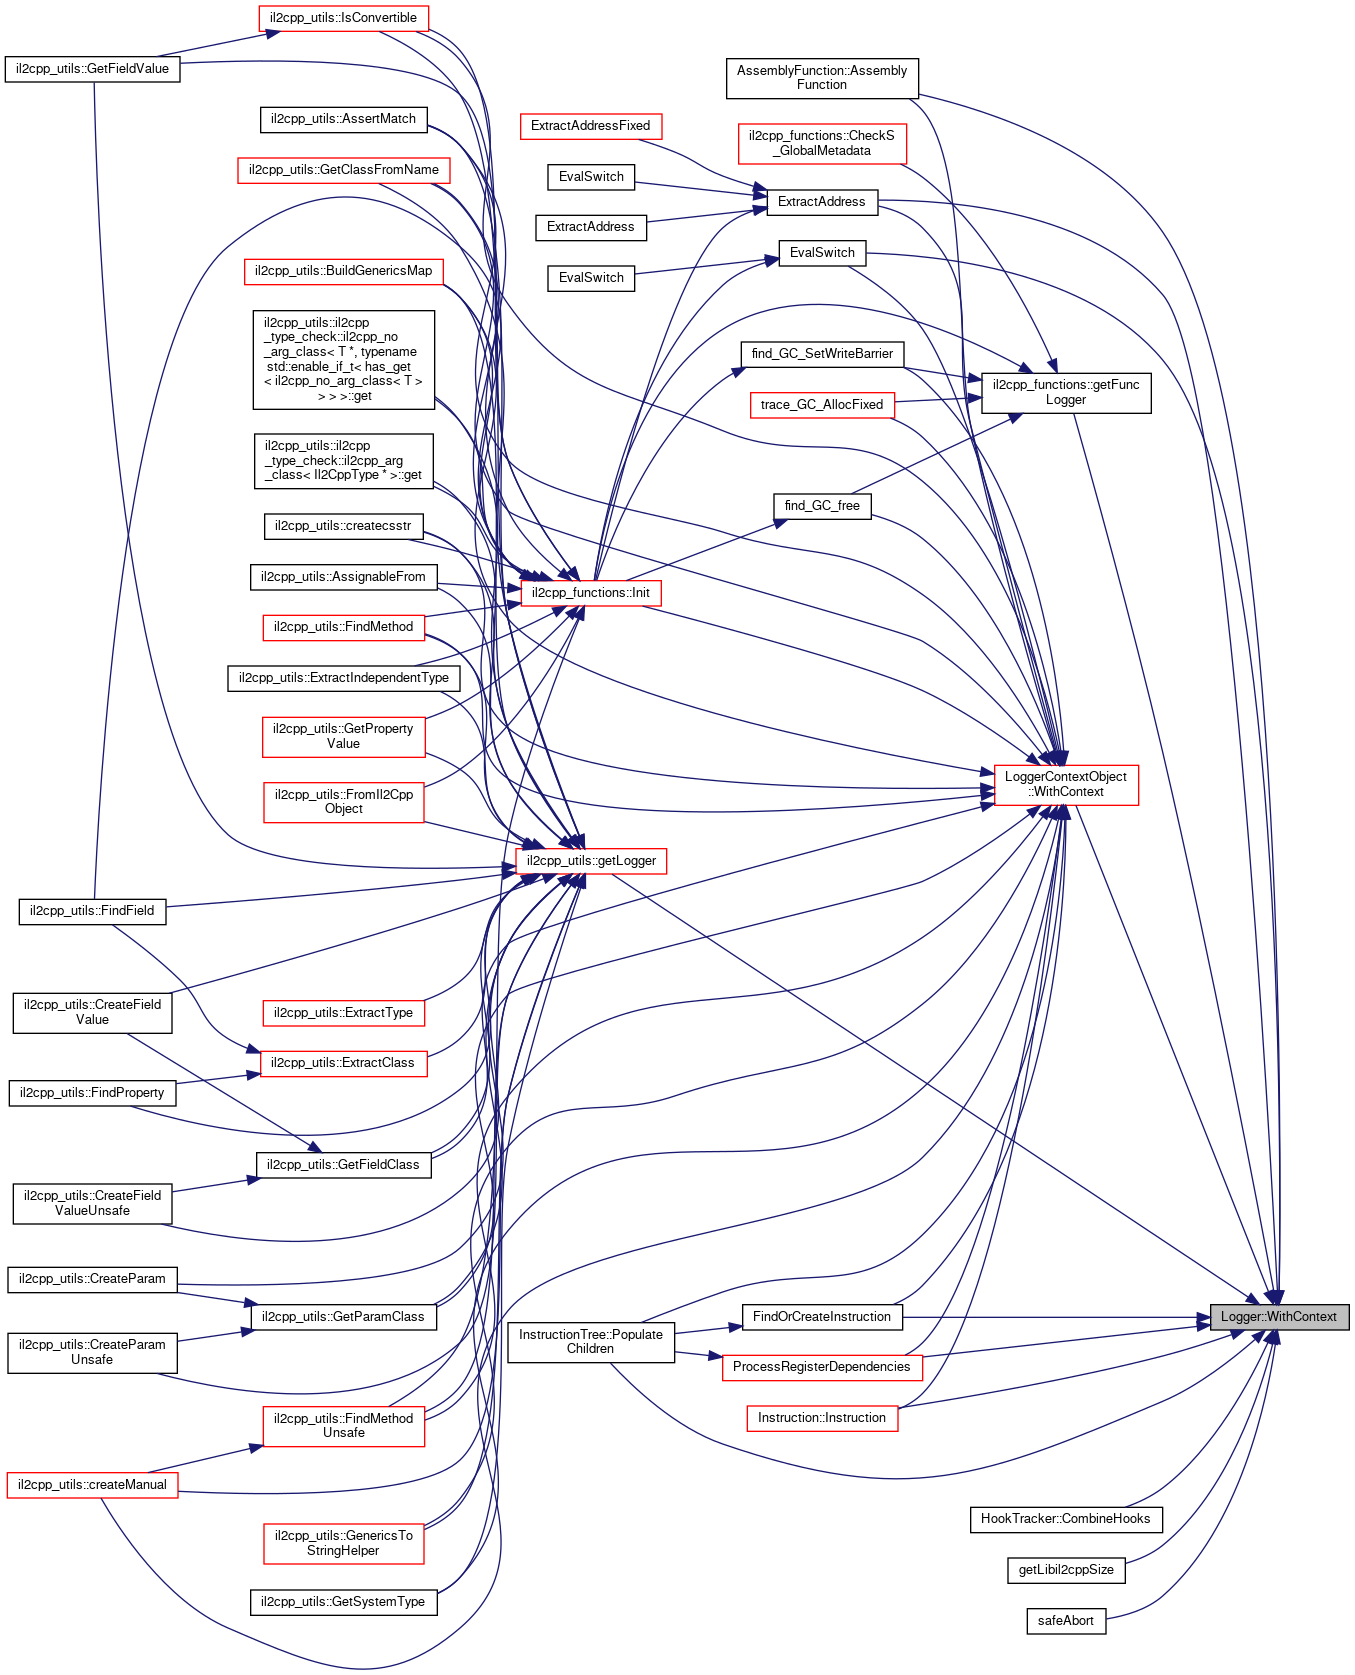 il2cpp_utils::IsConvertible
il2cpp_utils::GetFieldValue
il2cpp_utils::AssertMatch
il2cpp_utils::GetClassFromName
il2cpp_utils::BuildGenericsMap
il2cpp_utils::il2cpp
_type_check::il2cpp_no
_arg_class< T *, typename
std::enable_if_t< has_get
< il2cpp_no_arg_class< T >
> > >::get
il2cpp_utils::il2cpp
_type_check::il2cpp_arg
_class< Il2CppType * >::get
il2cpp_utils::createcsstr
il2cpp_utils::AssignableFrom
il2cpp_utils::FindMethod
il2cpp_utils::ExtractIndependentType
il2cpp_utils::GetProperty
Value
il2cpp_utils::FromIl2Cpp
Object
il2cpp_utils::FindField
il2cpp_utils::CreateField
Value
il2cpp_utils::ExtractType
il2cpp_utils::ExtractClass
il2cpp_utils::FindProperty
il2cpp_utils::GetFieldClass
il2cpp_utils::CreateField
ValueUnsafe
il2cpp_utils::CreateParam
il2cpp_utils::GetParamClass
il2cpp_utils::CreateParam
Unsafe
il2cpp_utils::FindMethod
Unsafe
il2cpp_utils::createManual
il2cpp_utils::GenericsTo
StringHelper
il2cpp_utils::GetSystemType
ExtractAddressFixed
EvalSwitch
ExtractAddress
EvalSwitch
il2cpp_functions::Init
il2cpp_utils::getLogger
InstructionTree::Populate
Children
AssemblyFunction::Assembly
Function
il2cpp_functions::CheckS
_GlobalMetadata
ExtractAddress
EvalSwitch
find_GC_SetWriteBarrier
trace_GC_AllocFixed
find_GC_free
il2cpp_functions::getFunc
Logger
LoggerContextObject
::WithContext
FindOrCreateInstruction
ProcessRegisterDependencies
Instruction::Instruction
HookTracker::CombineHooks
getLibil2cppSize
safeAbort
Logger::WithContext